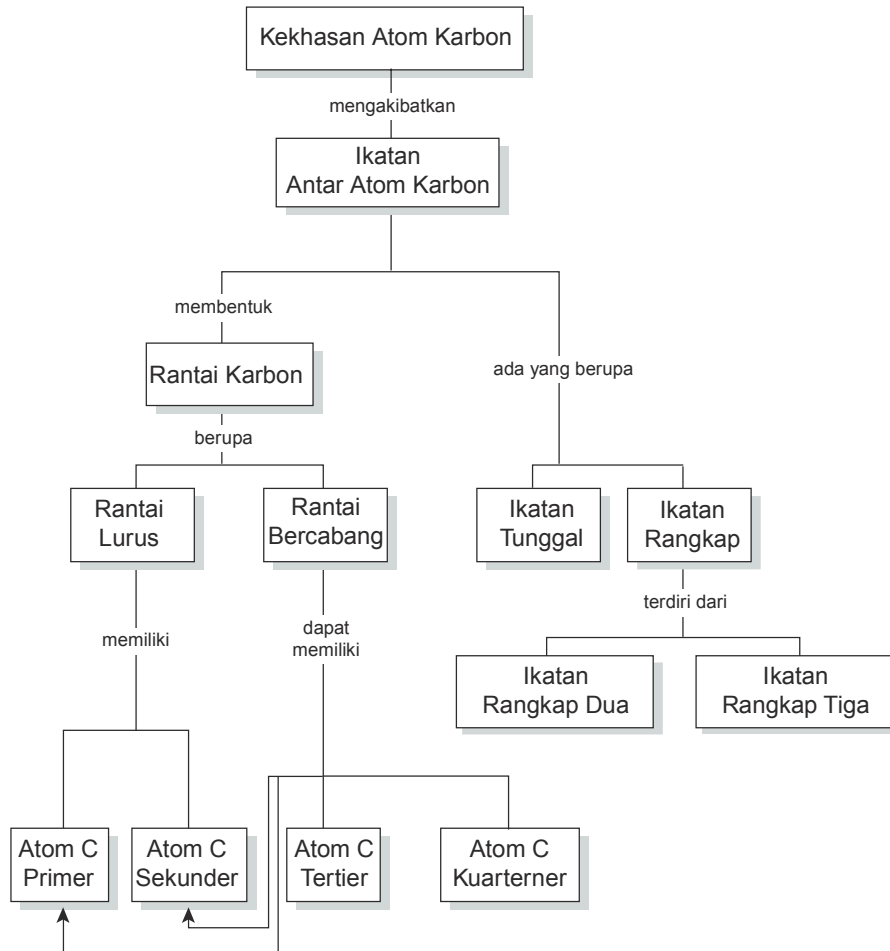 Kekhasan Atom Karbon
mengakibatkan
Ikatan
Antar Atom Karbon
membentuk
Rantai Karbon
ada yang berupa
berupa
Rantai
Lurus
Rantai
Bercabang
Ikatan
Tunggal
Ikatan
Rangkap
memiliki
dapat
memiliki
terdiri dari
Ikatan
Rangkap Dua
Ikatan
Rangkap Tiga
Atom C
Primer
Atom C
Sekunder
Atom C
Tertier
Atom C
Kuarterner